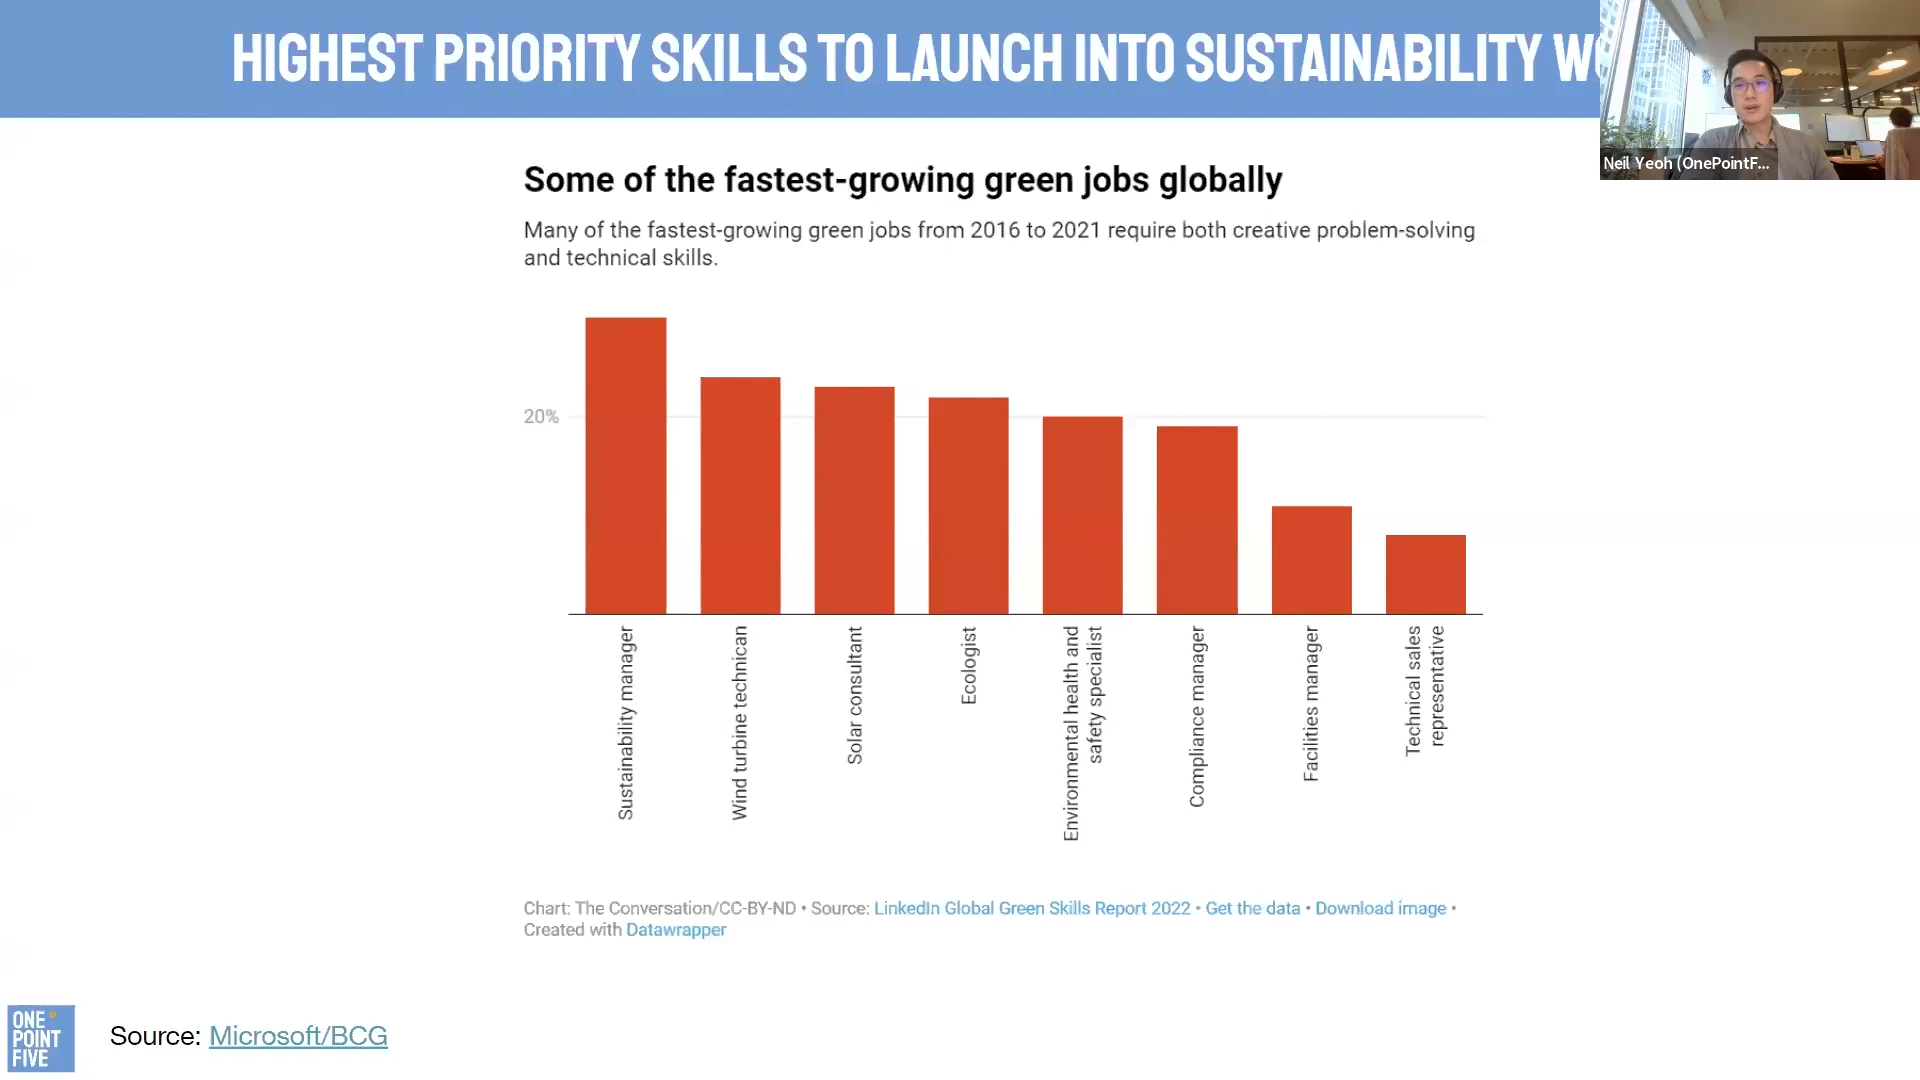 HIGHEST PRIORITY SKILLS TO LAUNCH INTO SUSTAINABILITY
Neil Yeoh (OnePointF...
Some of the fastest-growing green jobs globally
Many of the fastest-growing green jobs from 2016 to 2021 require both creative problem-solving
and technical skills.
20%
Sustainability manager
Wind turbine technican
Solar consultant
Ecologist
Environmental health and
safety specialist
Compliance manager
Facilities manager
Technical sales
representative
Chart: The Conversation/CC-BY-ND • Source: LinkedIn Global Green Skills Report 2022 • Get the data • Download image •
Created with Datawrapper
ONE
POINT
FIVE
Source: Microsoft/BCG